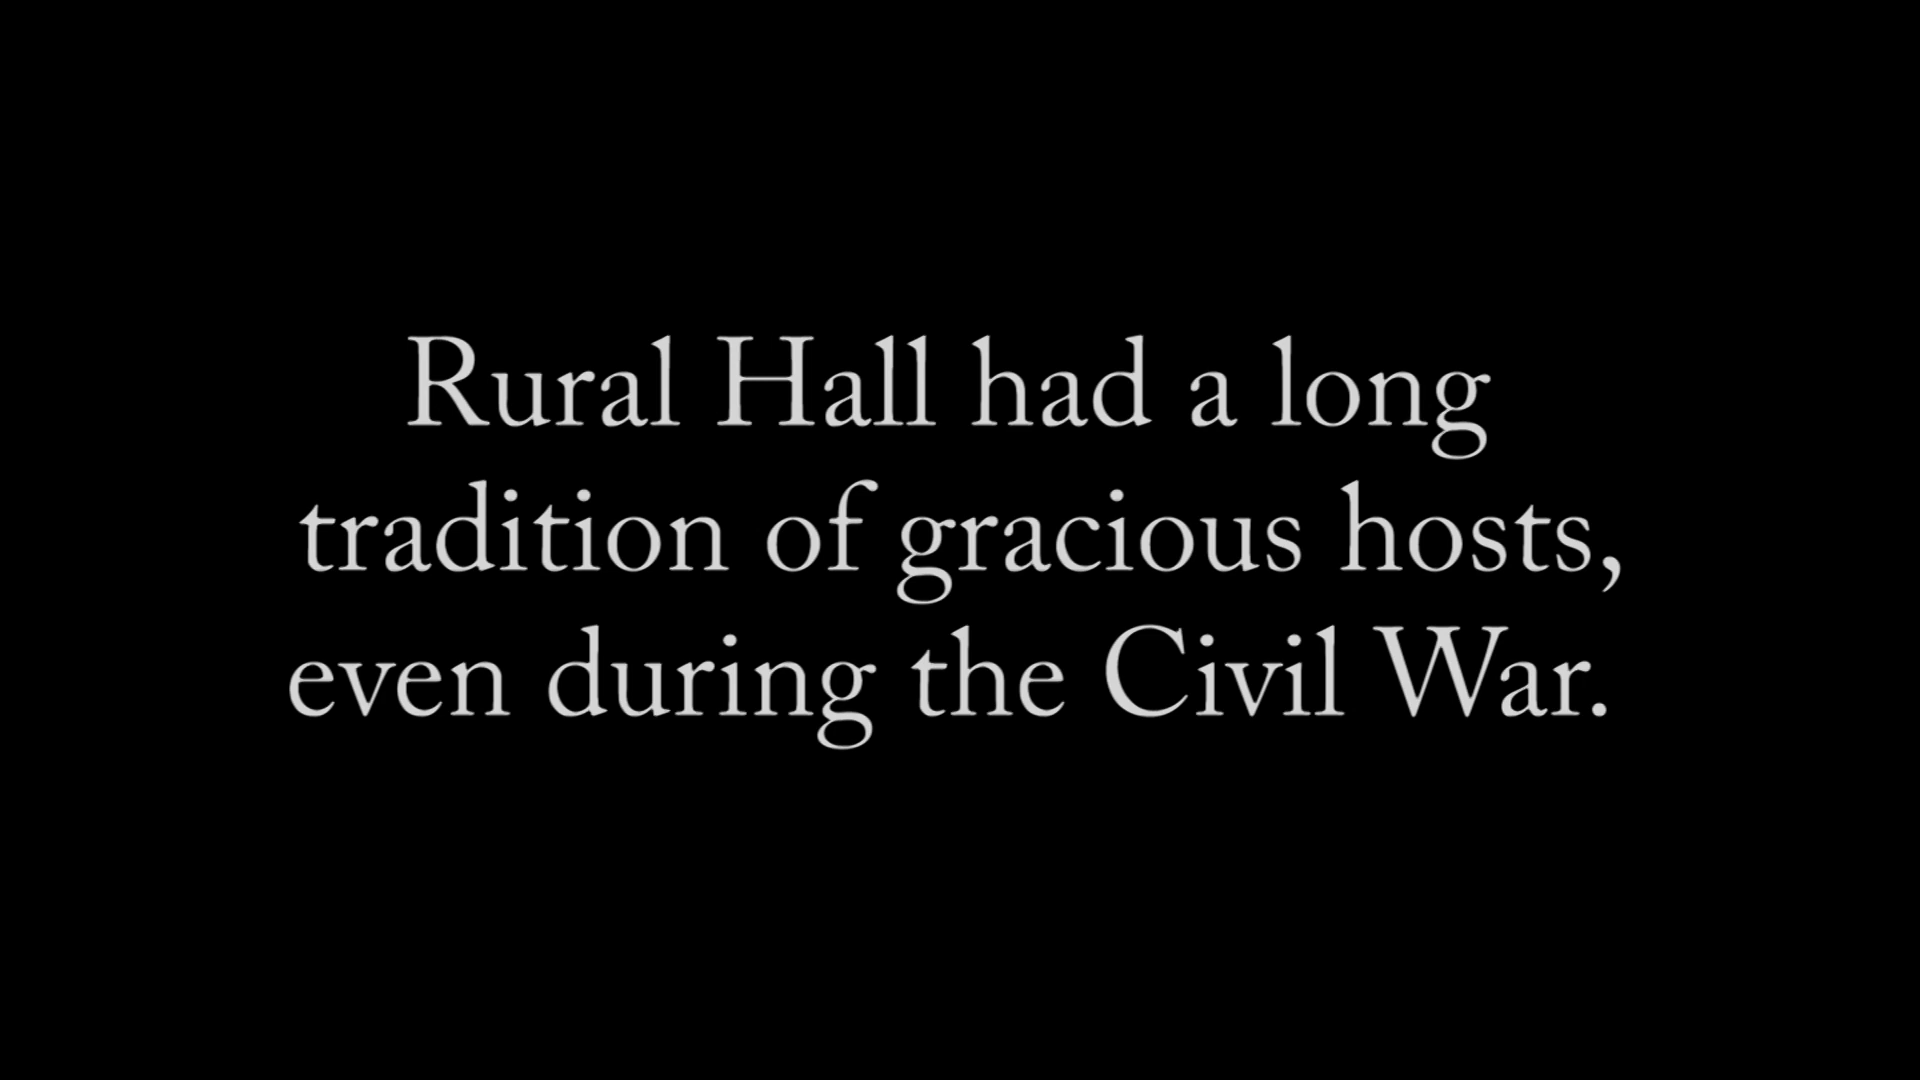 Rural Hall had a long
tradition of gracious hosts,
even during the Civil War.